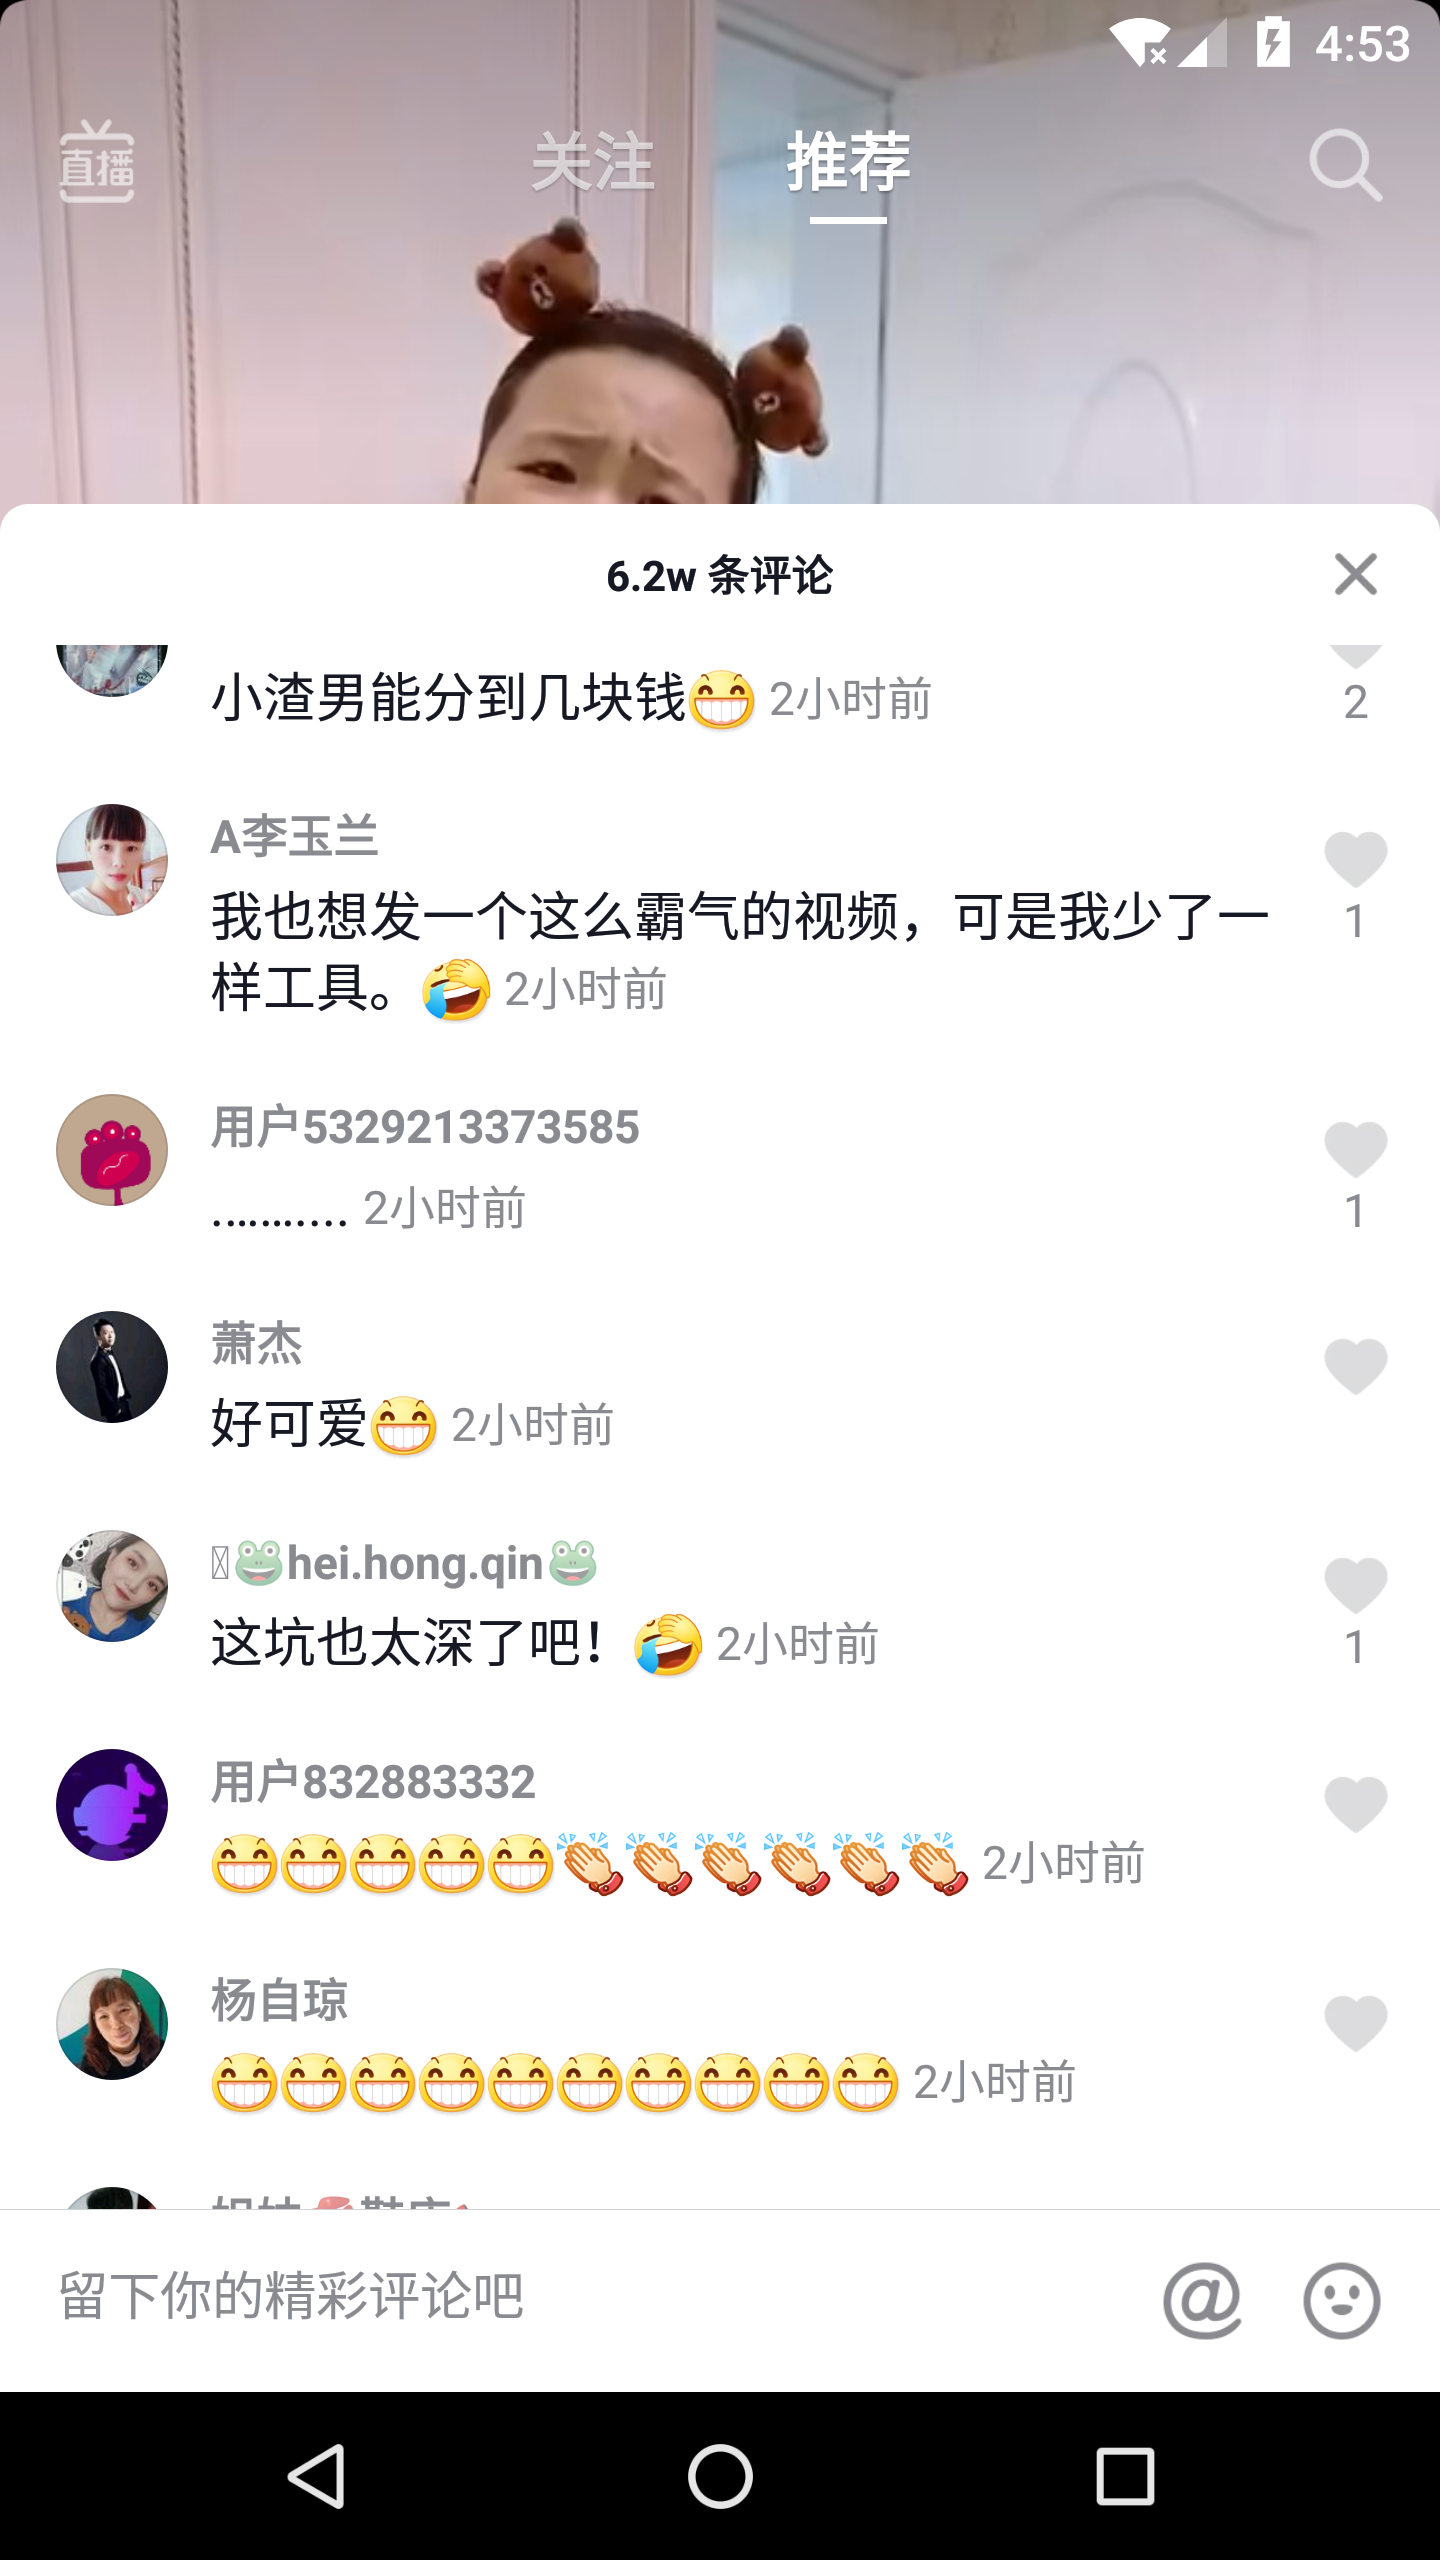 4:53
直播
关注
推荐
6.2w 条评论
小渣男能分到几块钱😁 2小时前
2
A李玉兰
我也想发一个这么霸气的视频，可是我少了一
样工具。🤣 2小时前
1
用户5329213373585
.......... 2小时前
1
萧杰
好可爱😁 2小时前
🐸hei.hong.qin🐸
这坑也太深了吧！🤣 2小时前
1
用户832883332
😁😁😁😁😁👏👏👏👏👏👏 2小时前
杨自琼
😁😁😁😁😁😁😁😁😁😁 2小时前
留下你的精彩评论吧
@